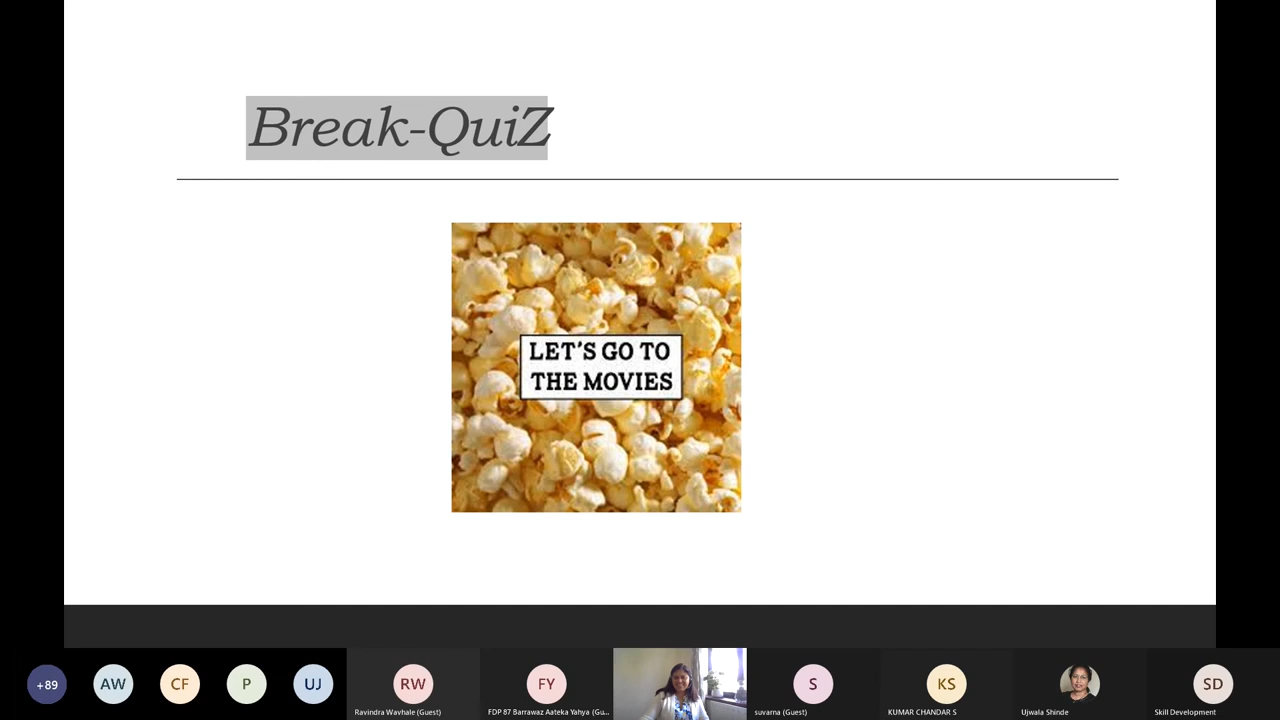 Break-QuiZ
LET'S GO TO
THE MOVIES
+89
AW
CF
P
UJ
RW
Ravindra Wavhale (Guest)
FY
FDP 87 Barrawaz Aateka Yahya (Gu...
S
suvarna (Guest)
KS
KUMAR CHANDAR S
Ujwala Shinde
SD
Skill Development